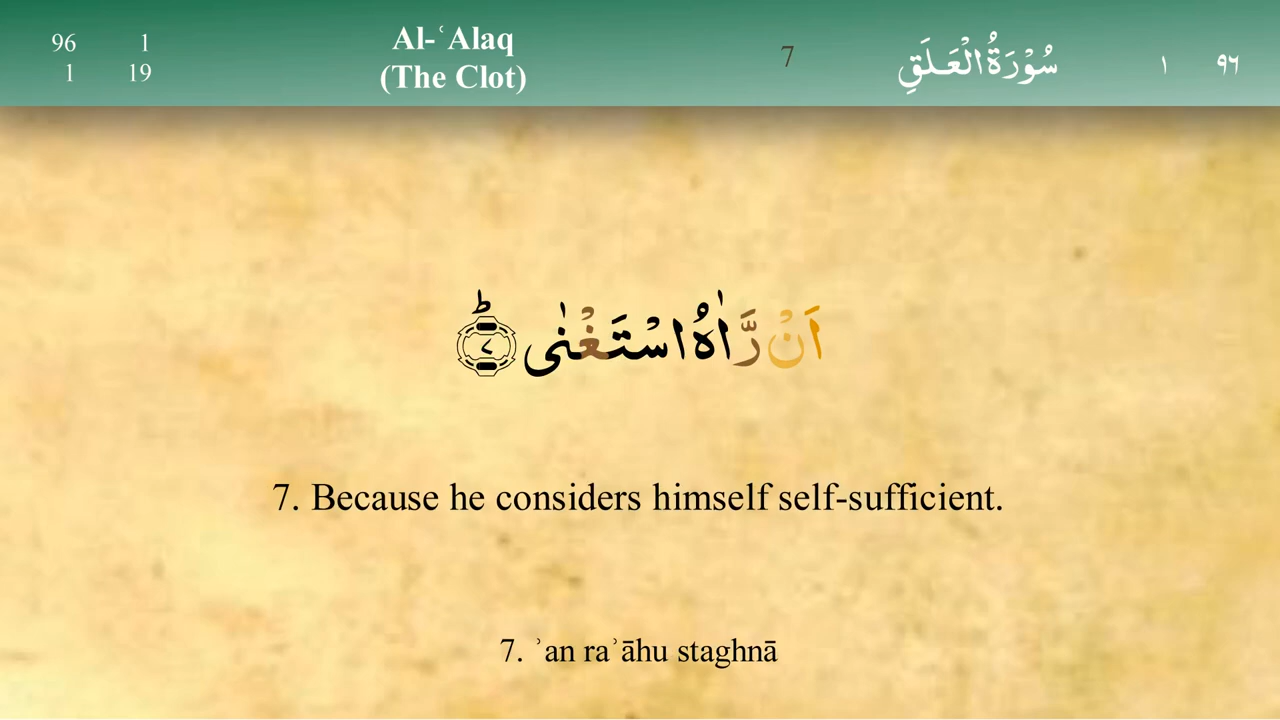 96 1 Al-ʿAlaq 7 سُوْرَةُ الْعَلَقِ ١ ٩٦
1 19 (The Clot)
اَنْ رَّاٰهُ اسْتَغْنٰى ؕ ﴿٧﴾
7. Because he considers himself self-sufficient.
7. ʾan raʾāhu staghnā